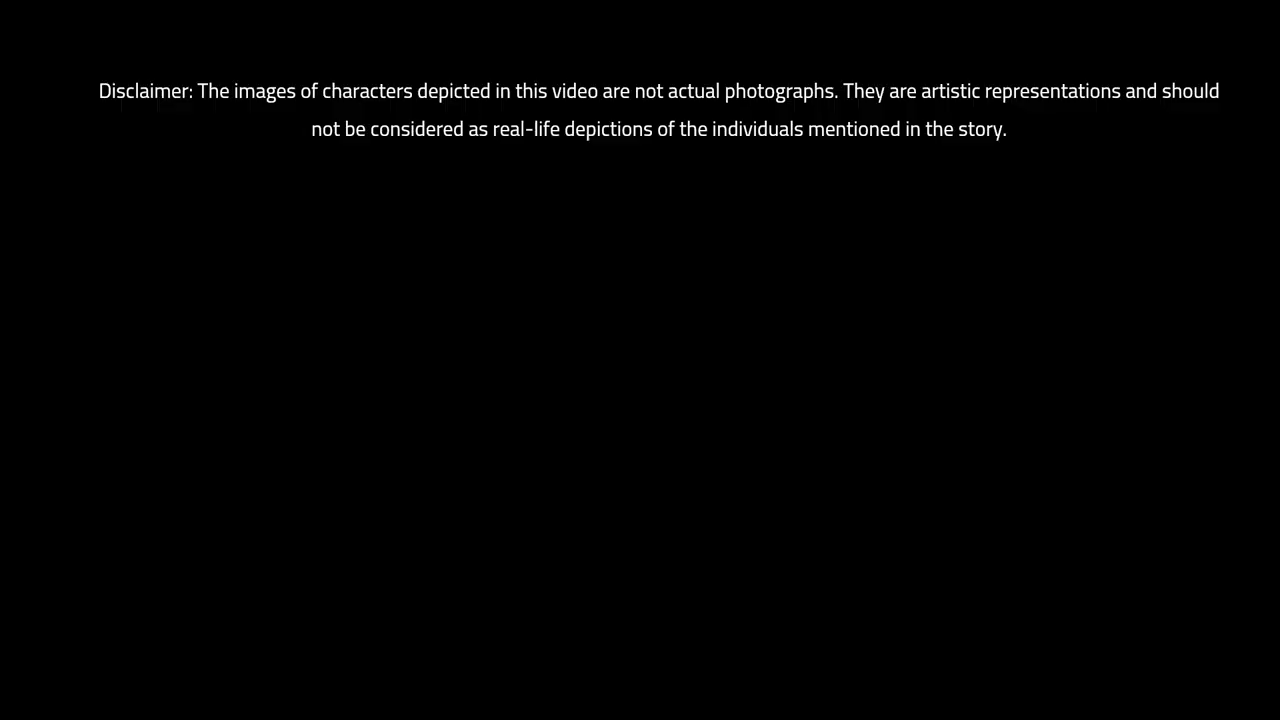 Disclaimer: The images of characters depicted in this video are not actual photographs. They are artistic representations and should
not be considered as real-life depictions of the individuals mentioned in the story.